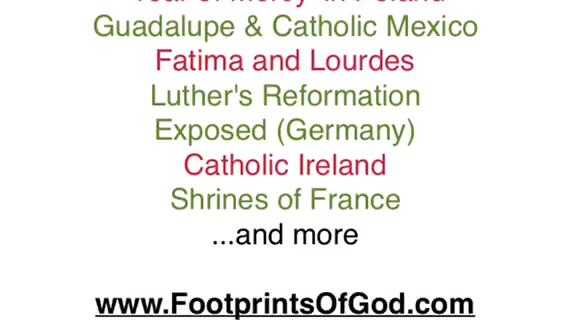 Guadalupe & Catholic Mexico
Fatima and Lourdes
Luther's Reformation
Exposed (Germany)
Catholic Ireland
Shrines of France
...and more
www.FootprintsOfGod.com